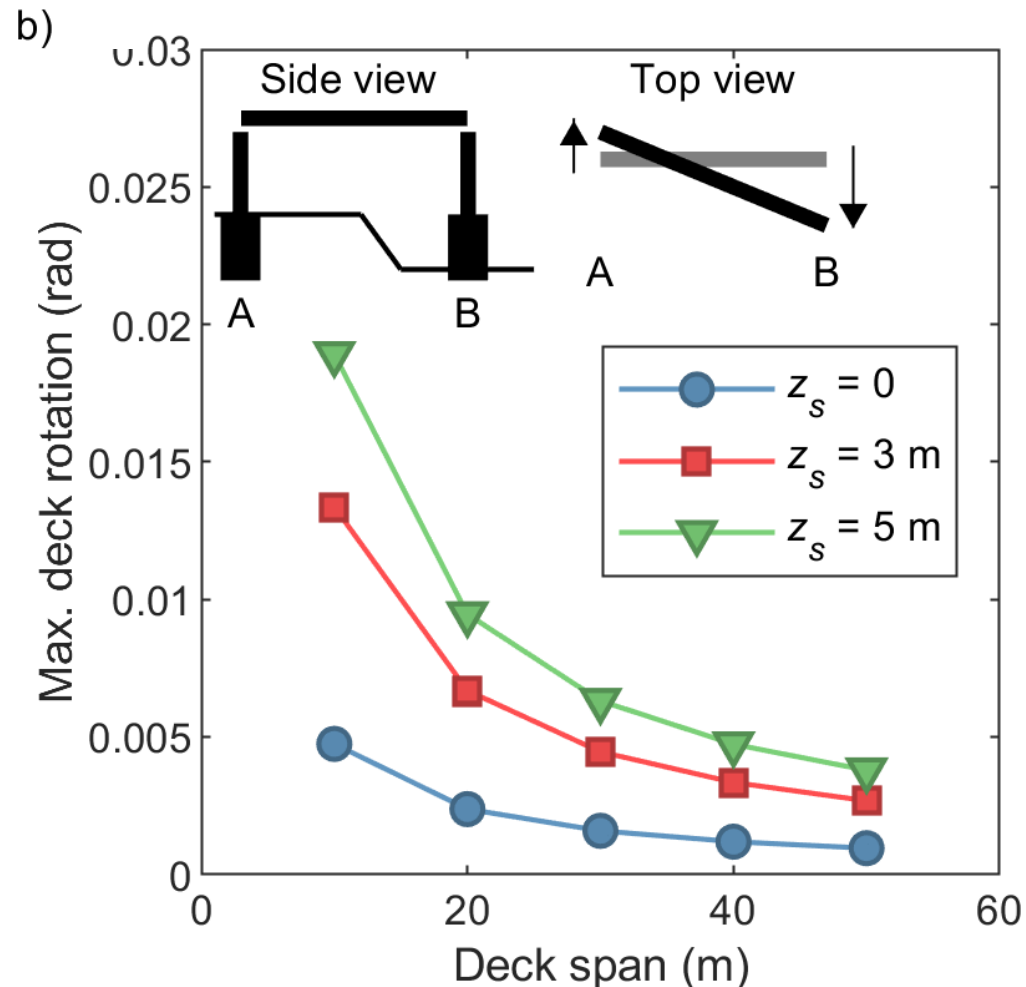 b)
0.03
Side view
Top view
0.025
A
B
A
B
0.02
0.015
0.01
0.005
0
z_s = 0
z_s = 3 m
z_s = 5 m
0
20
40
60
Max. deck rotation (rad)
Deck span (m)